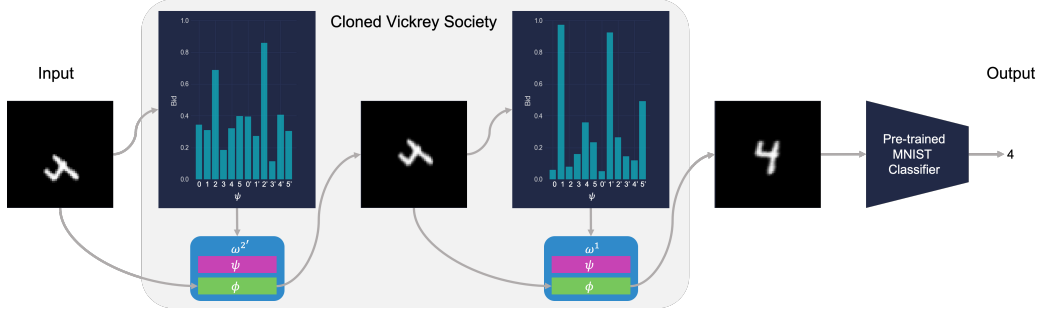 Cloned Vickrey Society
Input
Output
1.0
0.8
0.6
0.4
0.2
0.0
Bid
0 1 2 3 4 5 0' 1' 2' 3' 4' 5'
ψ
1.0
0.8
0.6
0.4
0.2
0.0
Bid
0 1 2 3 4 5 0' 1' 2' 3' 4' 5'
ψ
4
Pre-trained
MNIST
Classifier
4
ω^2'
ψ
ϕ
ω^1
ψ
ϕ